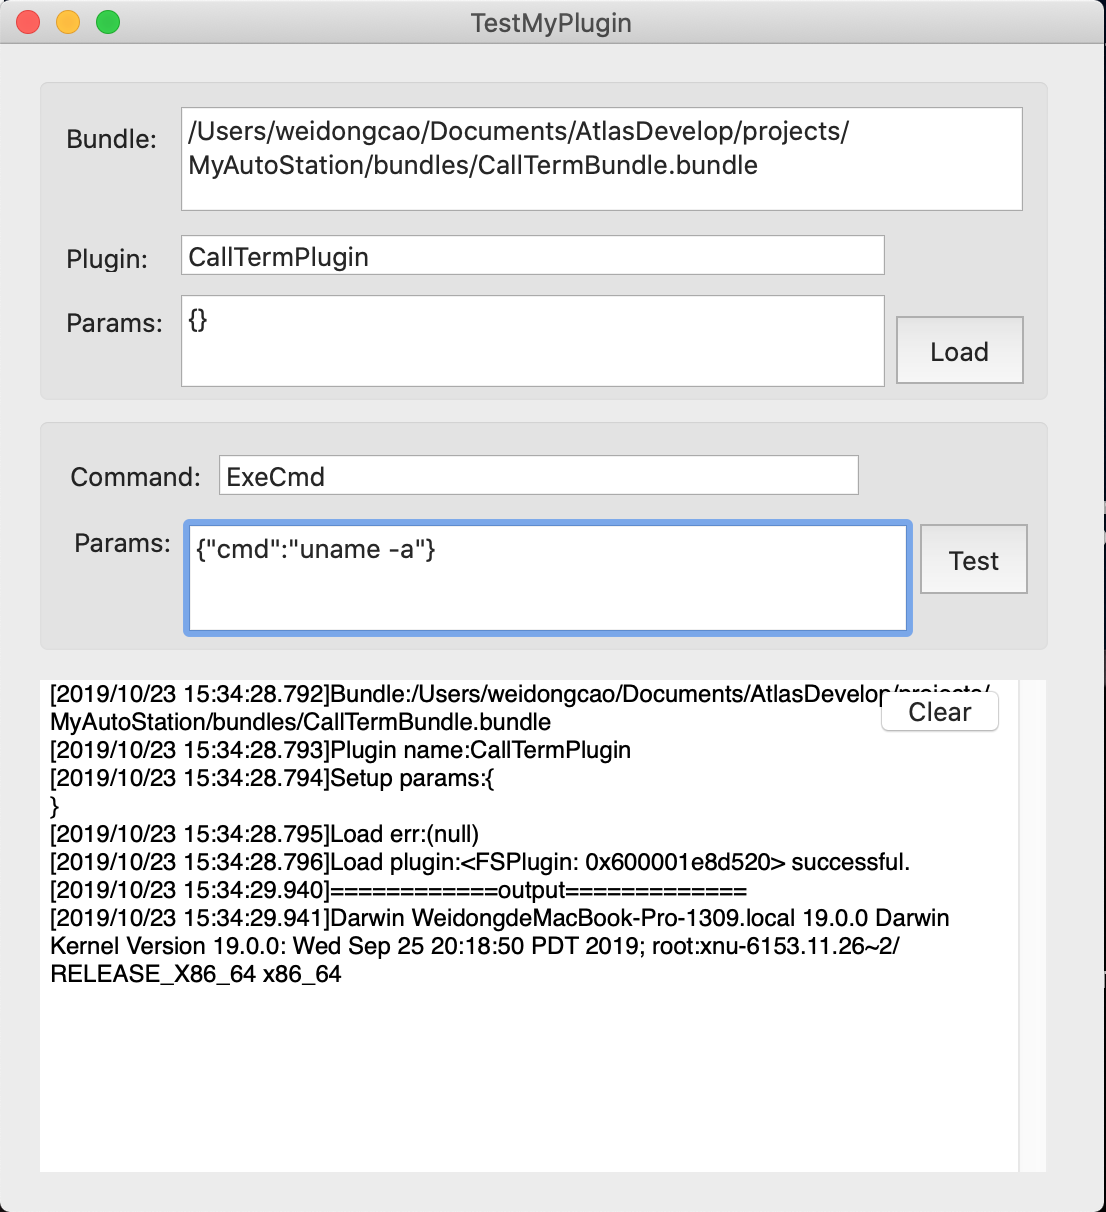 TestMyPlugin
Bundle:
/Users/weidongcao/Documents/AtlasDevelop/projects/
MyAutoStation/bundles/CallTermBundle.bundle
Plugin:
CallTermPlugin
Params:
{}
Load
Command:
ExeCmd
Params:
{"cmd":"uname -a"}
Test
[2019/10/23 15:34:28.792]Bundle:/Users/weidongcao/Documents/AtlasDevelop/projects/
Clear
MyAutoStation/bundles/CallTermBundle.bundle
[2019/10/23 15:34:28.793]Plugin name:CallTermPlugin
[2019/10/23 15:34:28.794]Setup params:{
}
[2019/10/23 15:34:28.795]Load err:(null)
[2019/10/23 15:34:28.796]Load plugin:<FSPlugin: 0x600001e8d520> successful.
[2019/10/23 15:34:29.940]============output=============
[2019/10/23 15:34:29.941]Darwin WeidongdeMacBook-Pro-1309.local 19.0.0 Darwin
Kernel Version 19.0.0: Wed Sep 25 20:18:50 PDT 2019; root:xnu-6153.11.26~2/
RELEASE_X86_64 x86_64